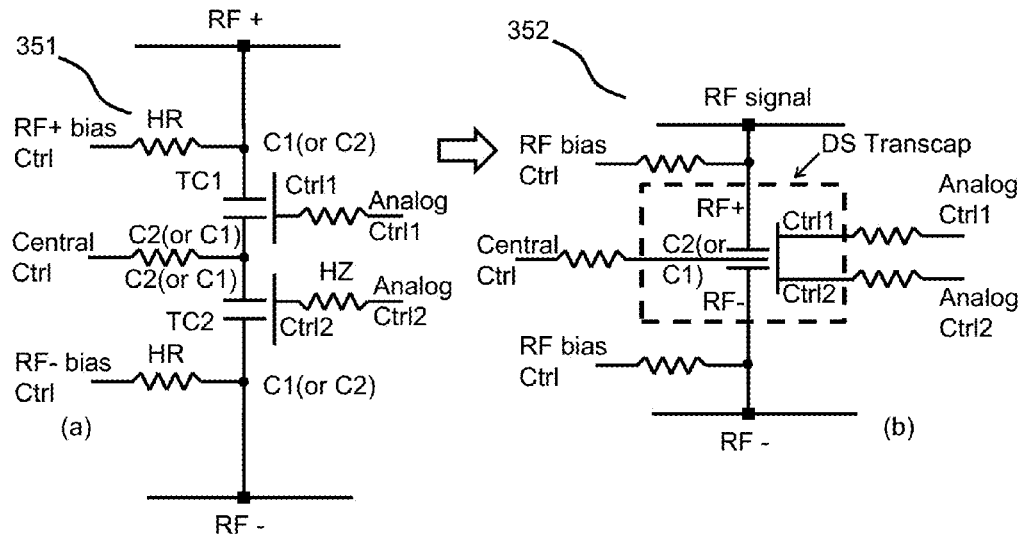 RF +
351
RF+ bias
Ctrl
HR
C1(or C2)
TC1
Ctrl1
Analog
Ctrl1
Central
Ctrl
C2(or C1)
C2(or C1)
HZ
Analog
Ctrl2
TC2
Ctrl2
RF- bias
Ctrl
HR
C1(or C2)
(a)
RF -
352
RF signal
DS Transcap
RF bias
Ctrl
RF+
Ctrl1
Analog
Ctrl1
Central
Ctrl
C2(or
C1)
RF-
Ctrl2
Analog
Ctrl2
RF bias
Ctrl
RF -
(b)